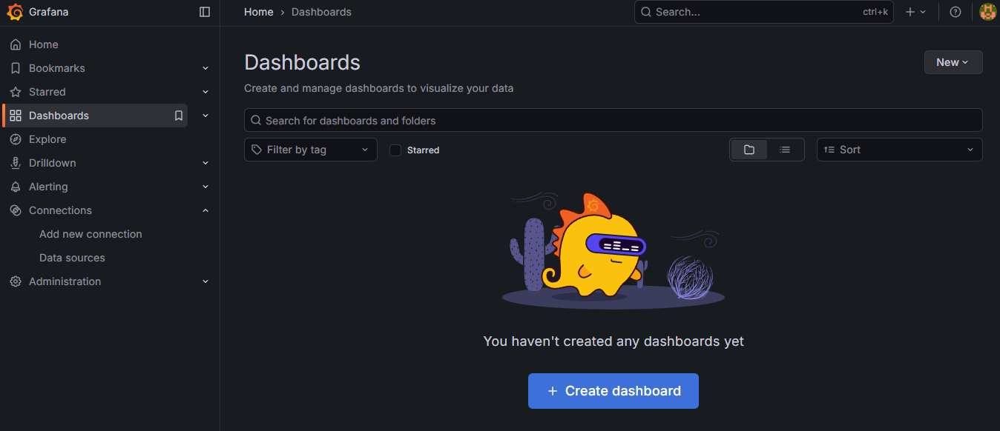 Grafana
Home › Dashboards
Search...
ctrl+k
Home
Bookmarks
Starred
Dashboards
Explore
Drilldown
Alerting
Connections
Add new connection
Data sources
Administration
Dashboards
New
Create and manage dashboards to visualize your data
Search for dashboards and folders
Filter by tag
Starred
Sort
You haven't created any dashboards yet
+ Create dashboard